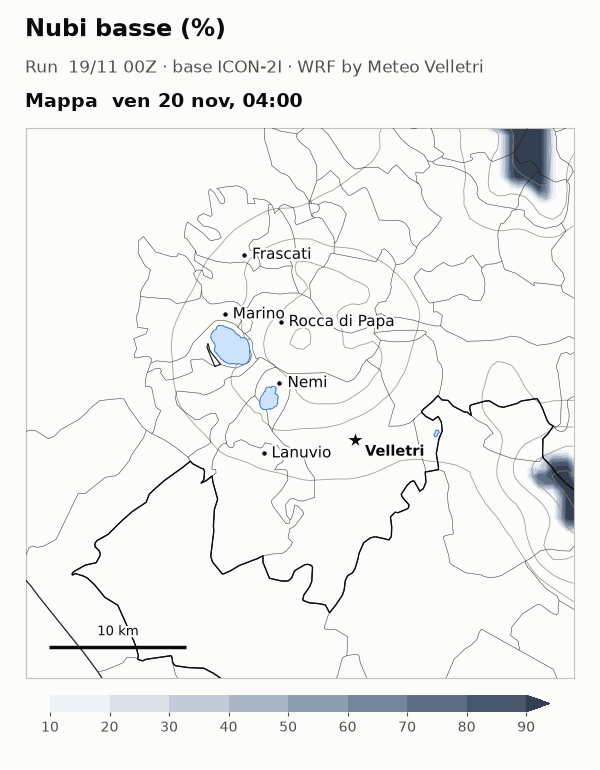 Nubi basse (%)
Run  19/11 00Z · base ICON-2I · WRF by Meteo Velletri
Mappa  ven 20 nov, 04:00
Frascati
Marino
Rocca di Papa
Nemi
Velletri
Lanuvio
10 km
10 20 30 40 50 60 70 80 90